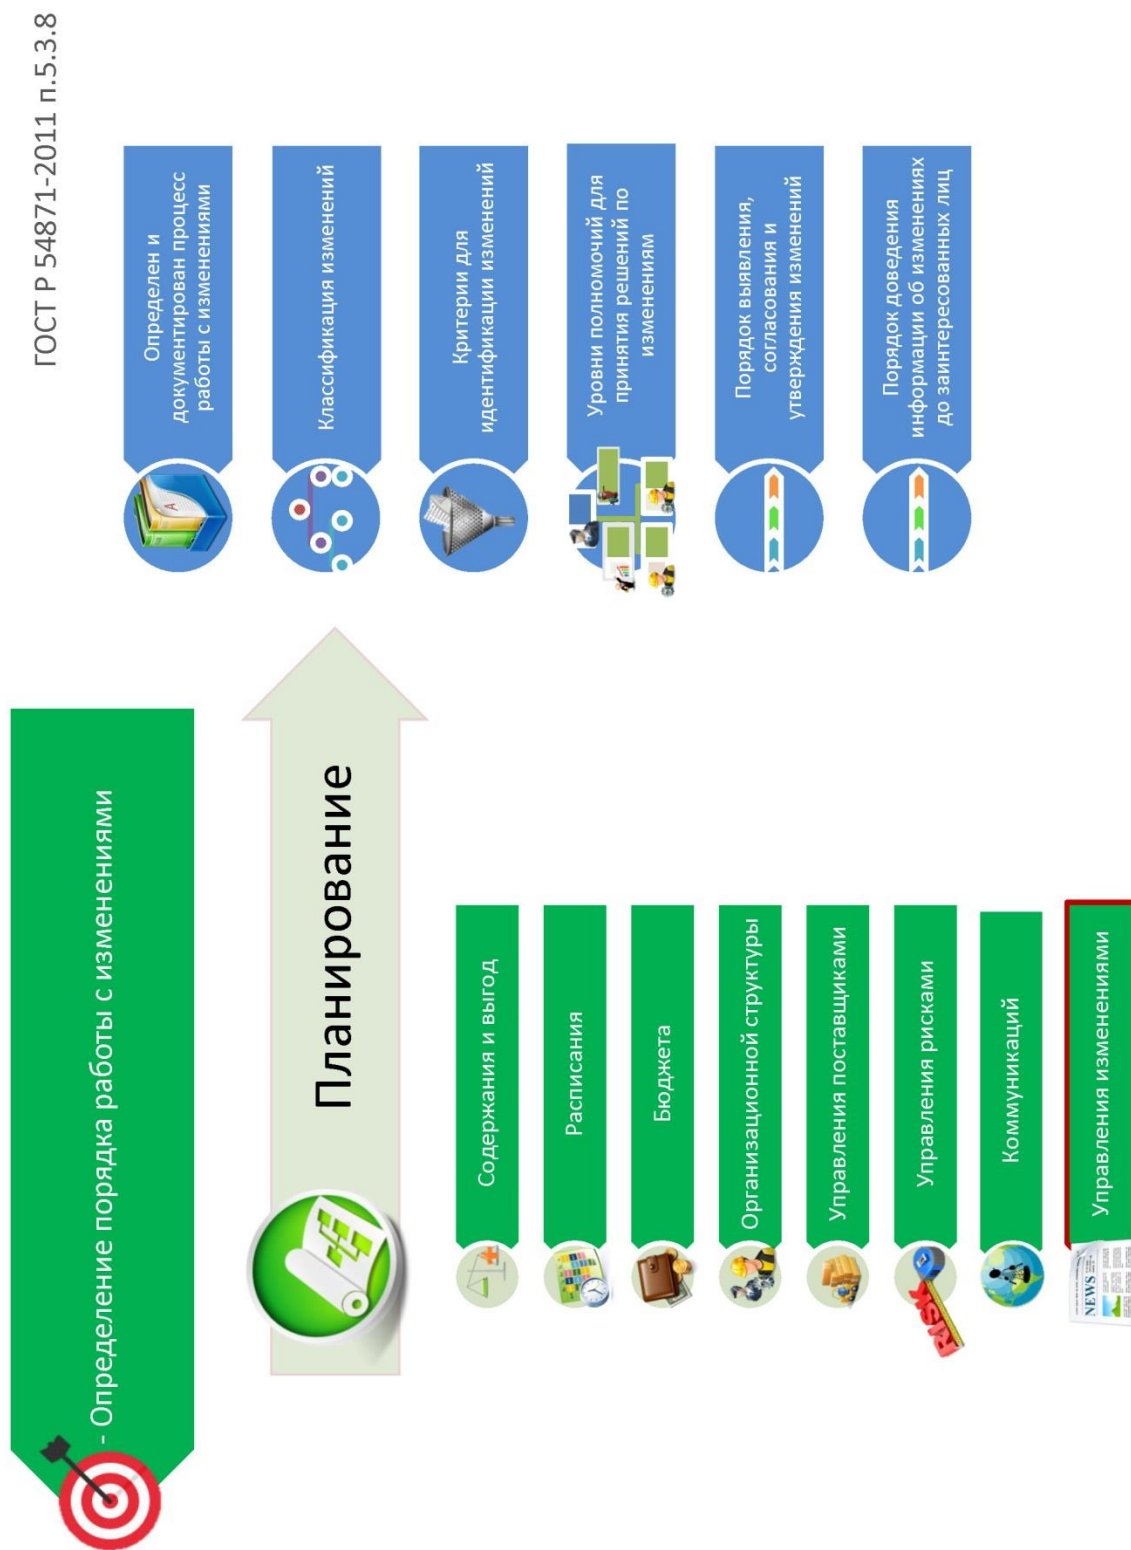 ГОСТ Р 54871-2011 п.5.3.8
- Определение порядка работы с изменениями
Планирование
Содержания и выгод
Расписания
Бюджета
Организационной структуры
Управления поставщиками
Управления рисками
RISK
Коммуникаций
Управления изменениями
NEWS
Определен и
документирован процесс
работы с изменениями
Классификация изменений
Критерии для
идентификации изменений
Уровни полномочий для
принятия решений по
изменениям
Порядок выявления,
согласования и
утверждения изменений
Порядок доведения
информации об изменениях
до заинтересованных лиц